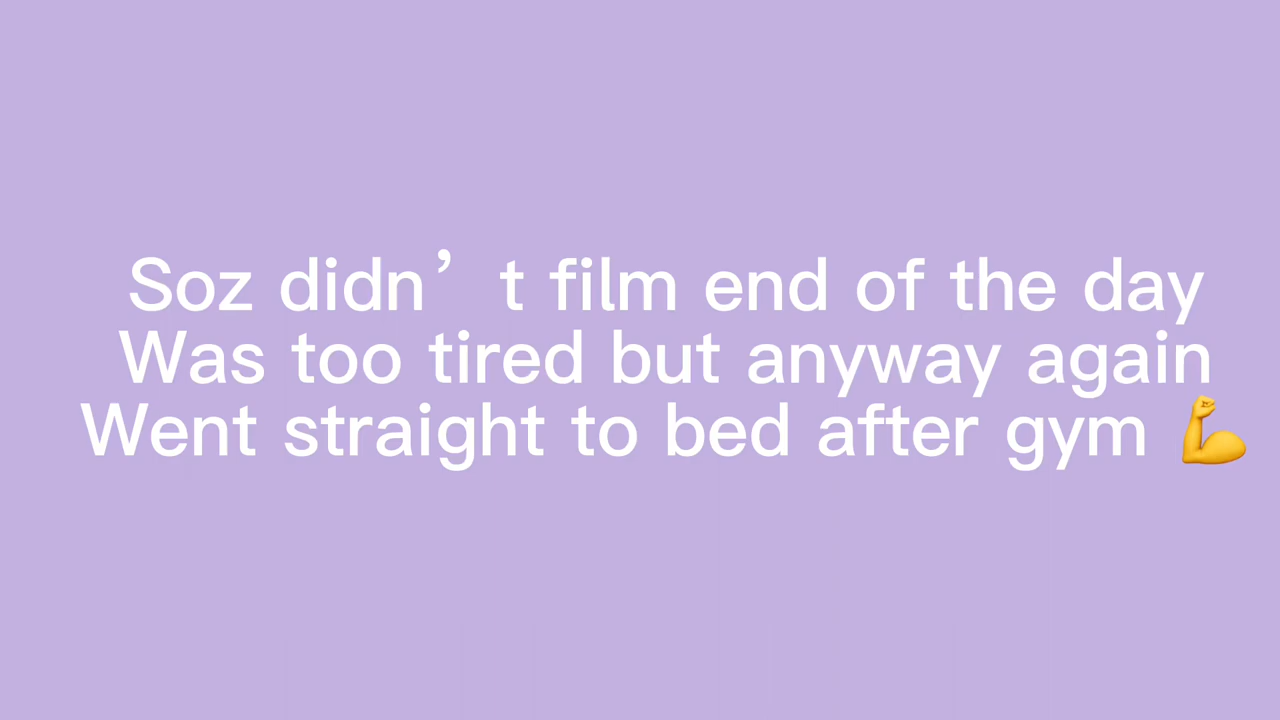 Soz didn’t film end of the day
Was too tired but anyway again
Went straight to bed after gym 💪